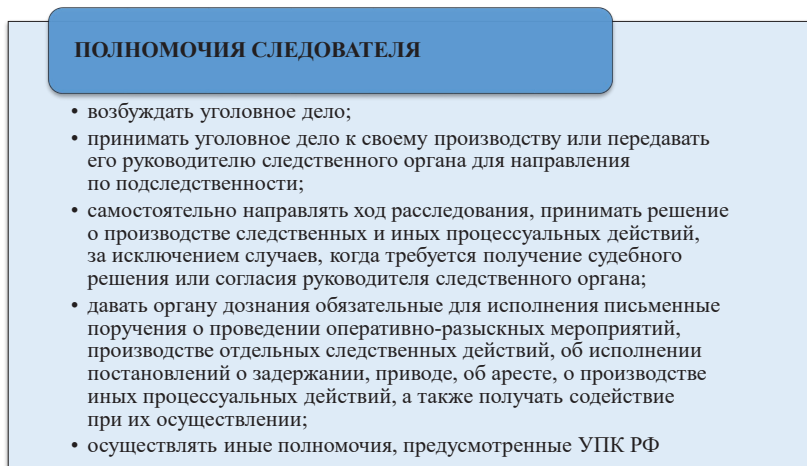 ПОЛНОМОЧИЯ СЛЕДОВАТЕЛЯ
• возбуждать уголовное дело;
• принимать уголовное дело к своему производству или передавать
его руководителю следственного органа для направления
по подследственности;
• самостоятельно направлять ход расследования, принимать решение
о производстве следственных и иных процессуальных действий,
за исключением случаев, когда требуется получение судебного
решения или согласия руководителя следственного органа;
• давать органу дознания обязательные для исполнения письменные
поручения о проведении оперативно-разыскных мероприятий,
производстве отдельных следственных действий, об исполнении
постановлений о задержании, приводе, об аресте, о производстве
иных процессуальных действий, а также получать содействие
при их осуществлении;
• осуществлять иные полномочия, предусмотренные УПК РФ